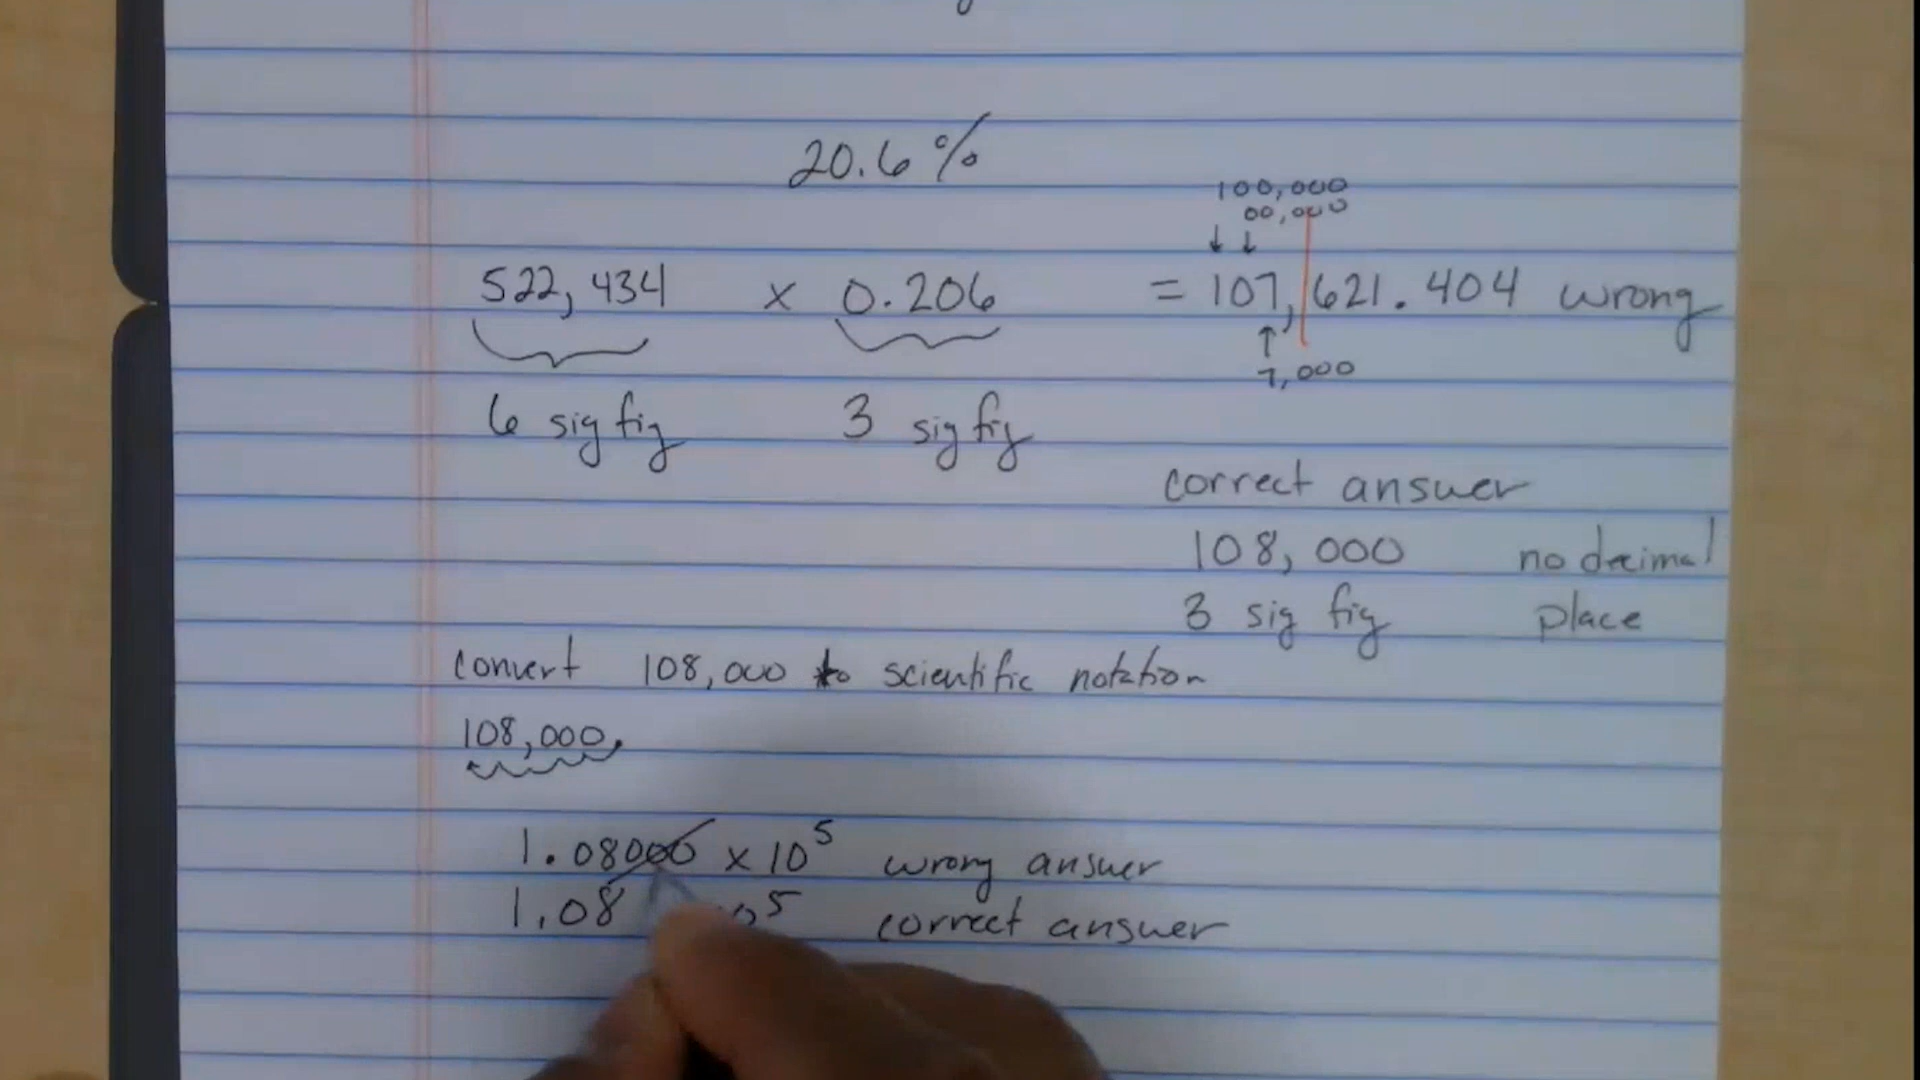 20.6%
100,000
00,000
↓ ↓
522,434 x 0.206 = 107,621.404 wrong
↑
7,000
6 sig fig 3 sig fig
correct answer
108,000 no decimal
3 sig fig place
convert 108,000 to scientific notation
108,000.
1.08000 x 10⁵ wrong answer
1.08 10⁵ correct answer